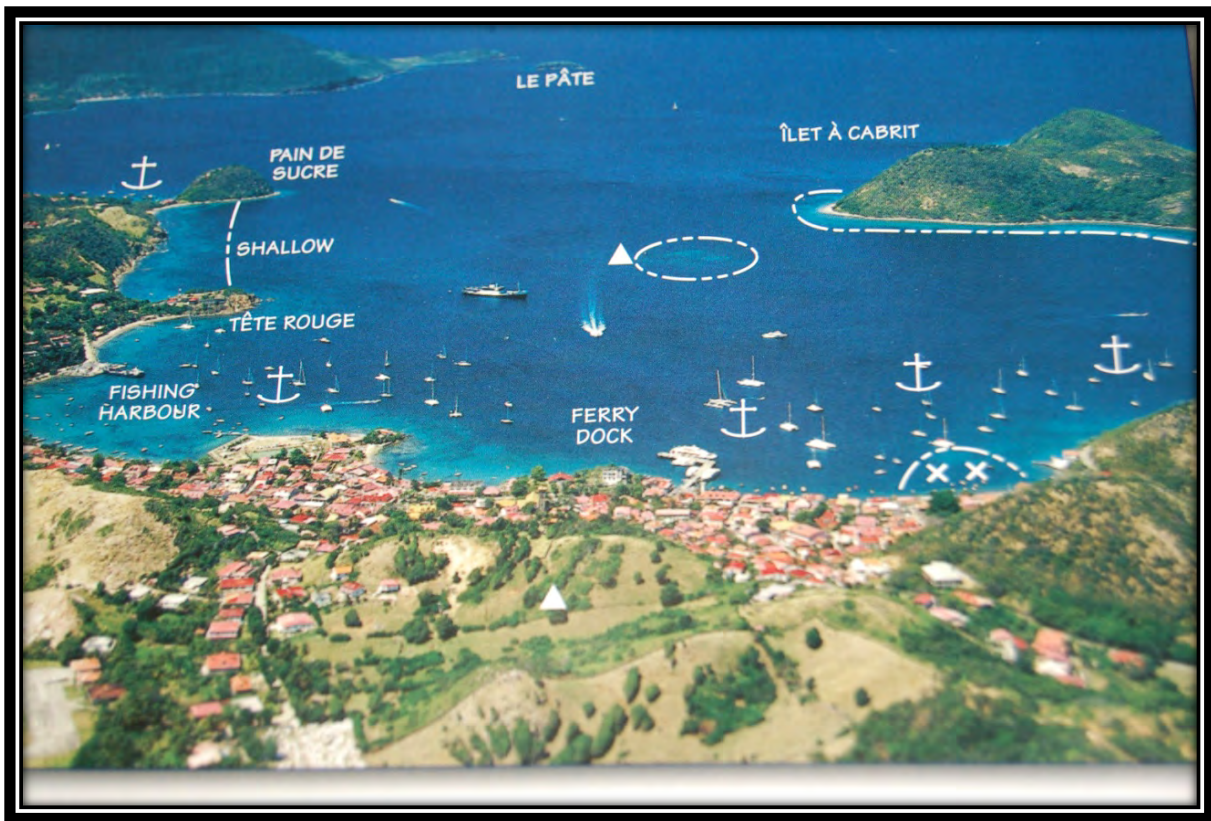 LE PÂTE
ÎLET À CABRIT
PAIN DE
SUCRE
SHALLOW
TÊTE ROUGE
FISHING
HARBOUR
FERRY
DOCK